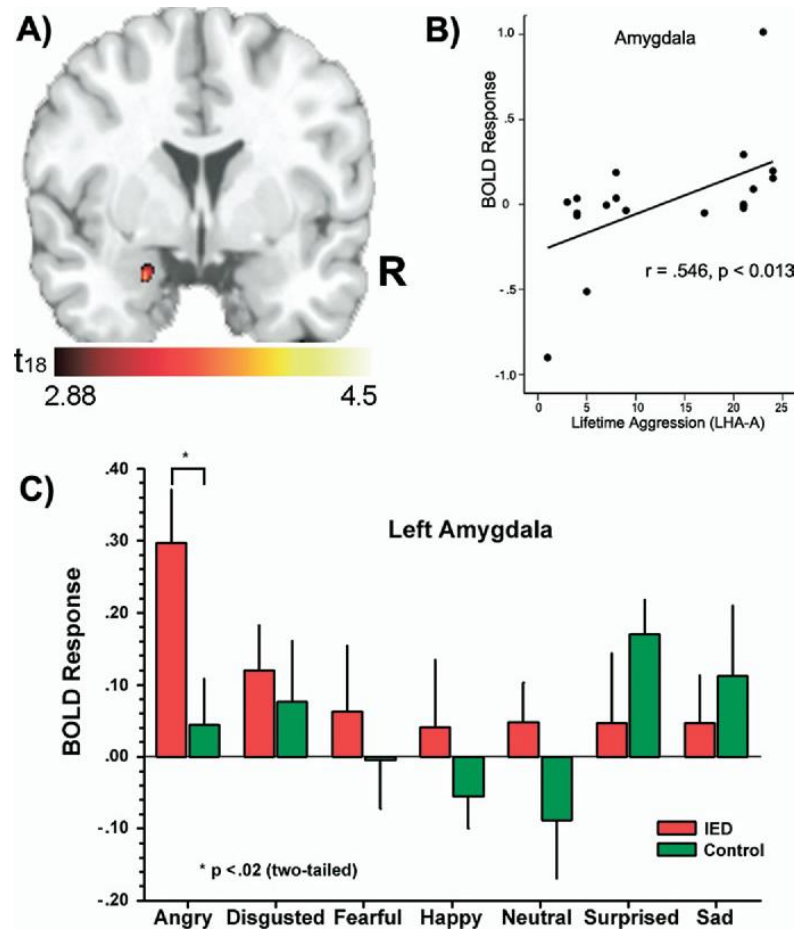 A)
R
t₁₈
2.88 4.5
B)
Amygdala
BOLD Response
1.0
.5
0
-.5
-1.0
r = .546, p < 0.013
0 5 10 15 20 25
Lifetime Aggression (LHA-A)
C)
Left Amygdala
BOLD Response
.40
.30
.20
.10
.00
-.10
-.20
*
IED
Control
* p <.02 (two-tailed)
Angry Disgusted Fearful Happy Neutral Surprised Sad